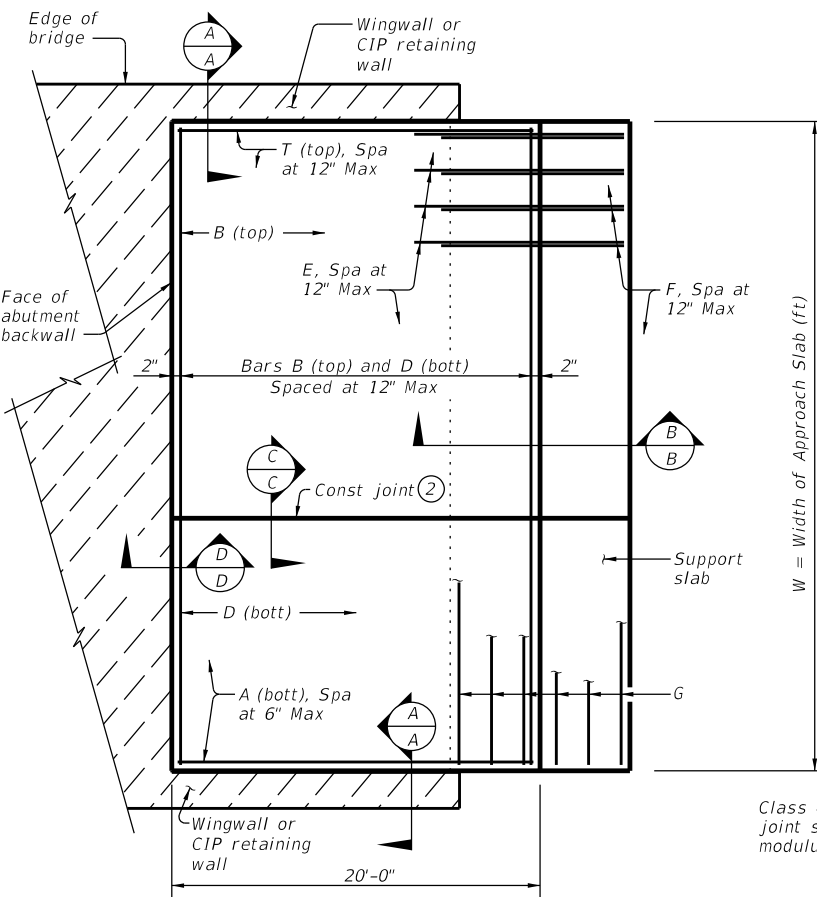 Edge of
bridge
A
A
Wingwall or
CIP retaining
wall
T (top), Spa
at 12" Max
B (top)
E, Spa at
12" Max
F, Spa at
12" Max
Face of
abutment
backwall
2"
Bars B (top) and D (bott)
Spaced at 12" Max
2"
W = Width of Approach Slab (ft)
B
B
C
C
Const joint 2
D
D
Support
slab
D (bott)
A (bott), Spa
at 6" Max
G
A
A
Wingwall or
CIP retaining
wall
20'-0"
Class
joint s
modulu